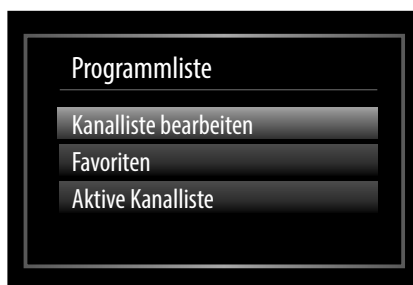 Programmliste
Kanalliste bearbeiten
Favoriten
Aktive Kanalliste